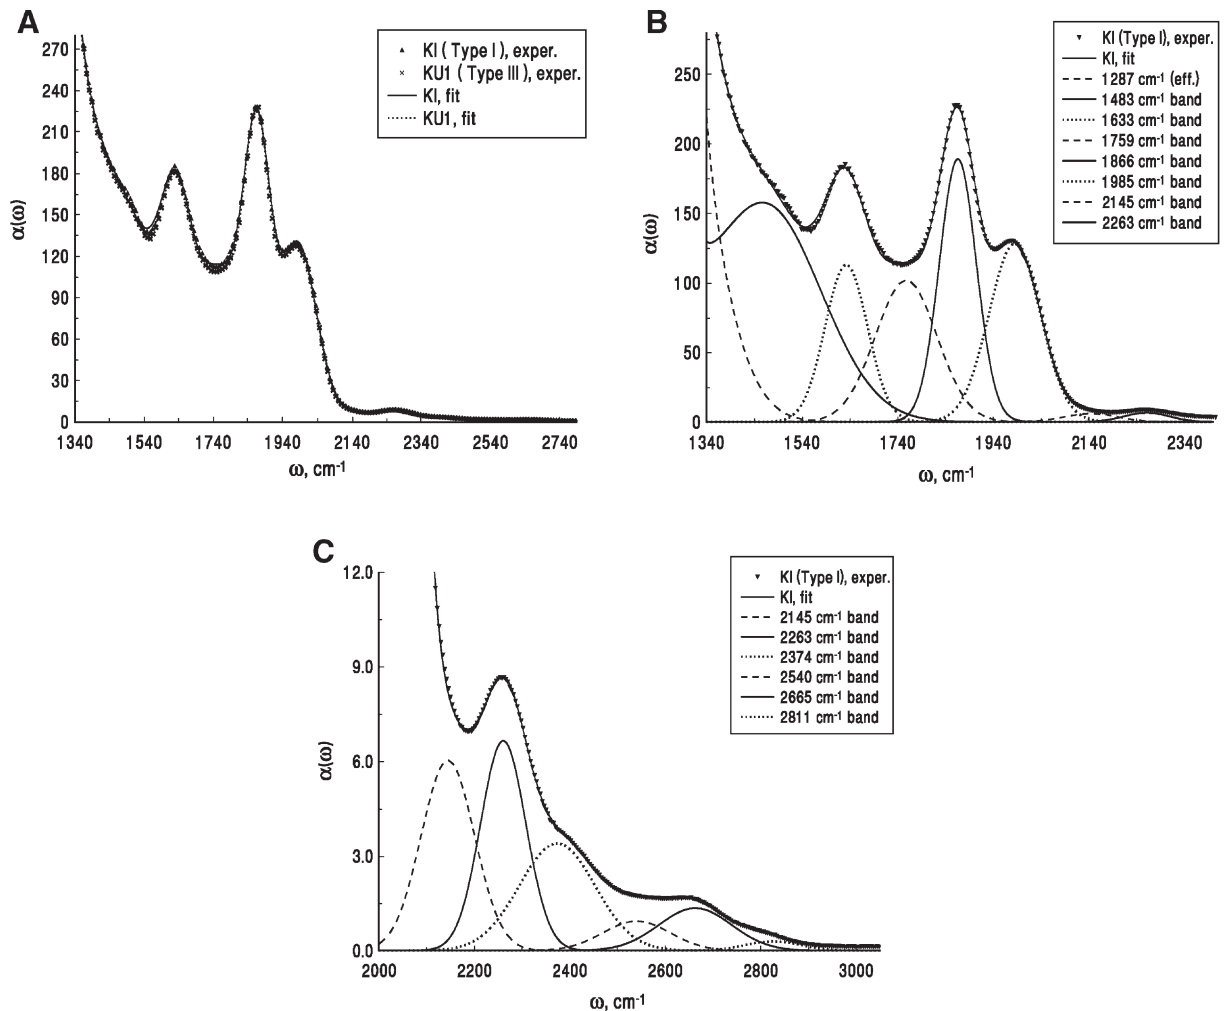 A
270
240
210
180
150
120
90
60
30
0
α(ω)
1340 1540 1740 1940 2140 2340 2540 2740
ω, cm-1
KI ( Type I ), exper.
KU1 ( Type III ), exper.
KI, fit
KU1, fit
B
250
200
150
100
50
0
α(ω)
1340 1540 1740 1940 2140 2340
ω, cm-1
KI (Type I), exper.
KI, fit
1287 cm-1 (eff.)
1483 cm-1 band
1633 cm-1 band
1759 cm-1 band
1866 cm-1 band
1985 cm-1 band
2145 cm-1 band
2263 cm-1 band
C
12.0
9.0
6.0
3.0
0.0
α(ω)
2000 2200 2400 2600 2800 3000
ω, cm-1
KI (Type I), exper.
KI, fit
2145 cm-1 band
2263 cm-1 band
2374 cm-1 band
2540 cm-1 band
2665 cm-1 band
2811 cm-1 band